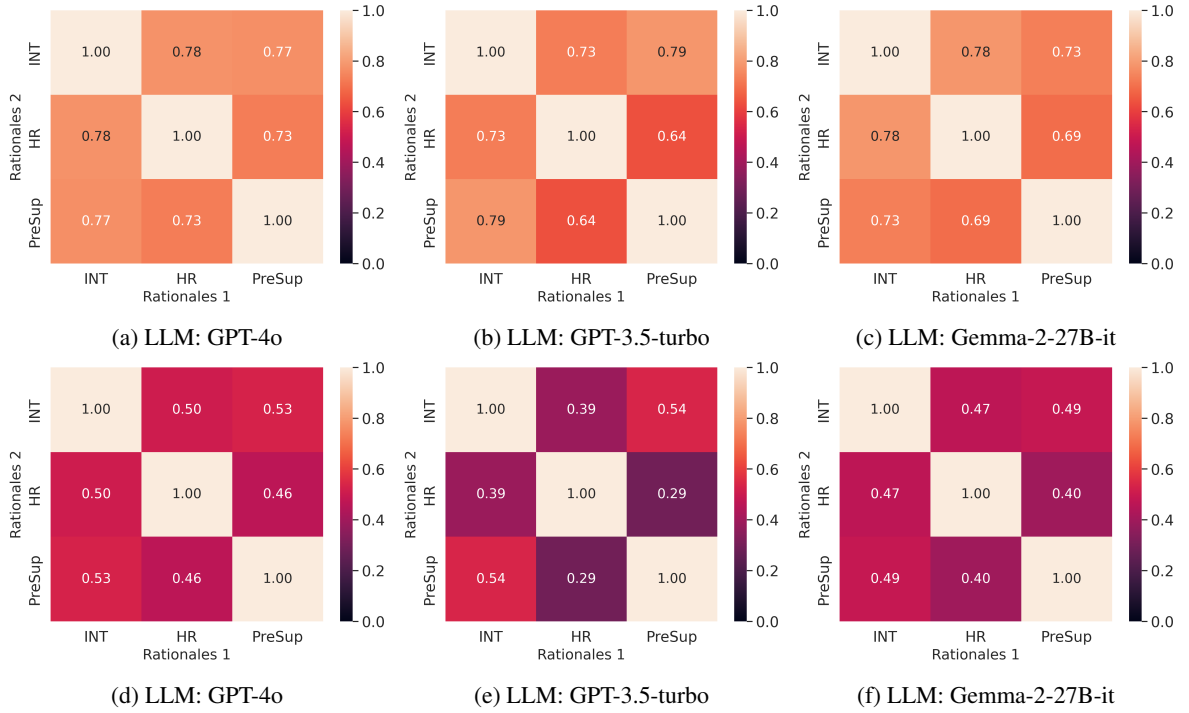 INT
HR
PreSup
Rationales 2
1.00 0.78 0.77
0.78 1.00 0.73
0.77 0.73 1.00
INT HR PreSup
Rationales 1
1.0
0.8
0.6
0.4
0.2
0.0
(a) LLM: GPT-4o
INT
HR
PreSup
Rationales 2
1.00 0.73 0.79
0.73 1.00 0.64
0.79 0.64 1.00
INT HR PreSup
Rationales 1
1.0
0.8
0.6
0.4
0.2
0.0
(b) LLM: GPT-3.5-turbo
INT
HR
PreSup
Rationales 2
1.00 0.78 0.73
0.78 1.00 0.69
0.73 0.69 1.00
INT HR PreSup
Rationales 1
1.0
0.8
0.6
0.4
0.2
0.0
(c) LLM: Gemma-2-27B-it
INT
HR
PreSup
Rationales 2
1.00 0.50 0.53
0.50 1.00 0.46
0.53 0.46 1.00
INT HR PreSup
Rationales 1
1.0
0.8
0.6
0.4
0.2
0.0
(d) LLM: GPT-4o
INT
HR
PreSup
Rationales 2
1.00 0.39 0.54
0.39 1.00 0.29
0.54 0.29 1.00
INT HR PreSup
Rationales 1
1.0
0.8
0.6
0.4
0.2
0.0
(e) LLM: GPT-3.5-turbo
INT
HR
PreSup
Rationales 2
1.00 0.47 0.49
0.47 1.00 0.40
0.49 0.40 1.00
INT HR PreSup
Rationales 1
1.0
0.8
0.6
0.4
0.2
0.0
(f) LLM: Gemma-2-27B-it